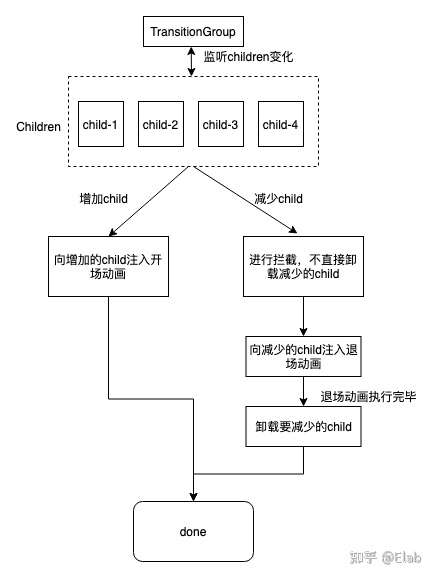 TransitionGroup
监听children变化
Children
child-1
child-2
child-3
child-4
增加child
减少child
向增加的child注入开
场动画
进行拦截，不直接卸
载减少的child
向减少的child注入退
场动画
退场动画执行完毕
卸载要减少的child
done
知乎 @Elab